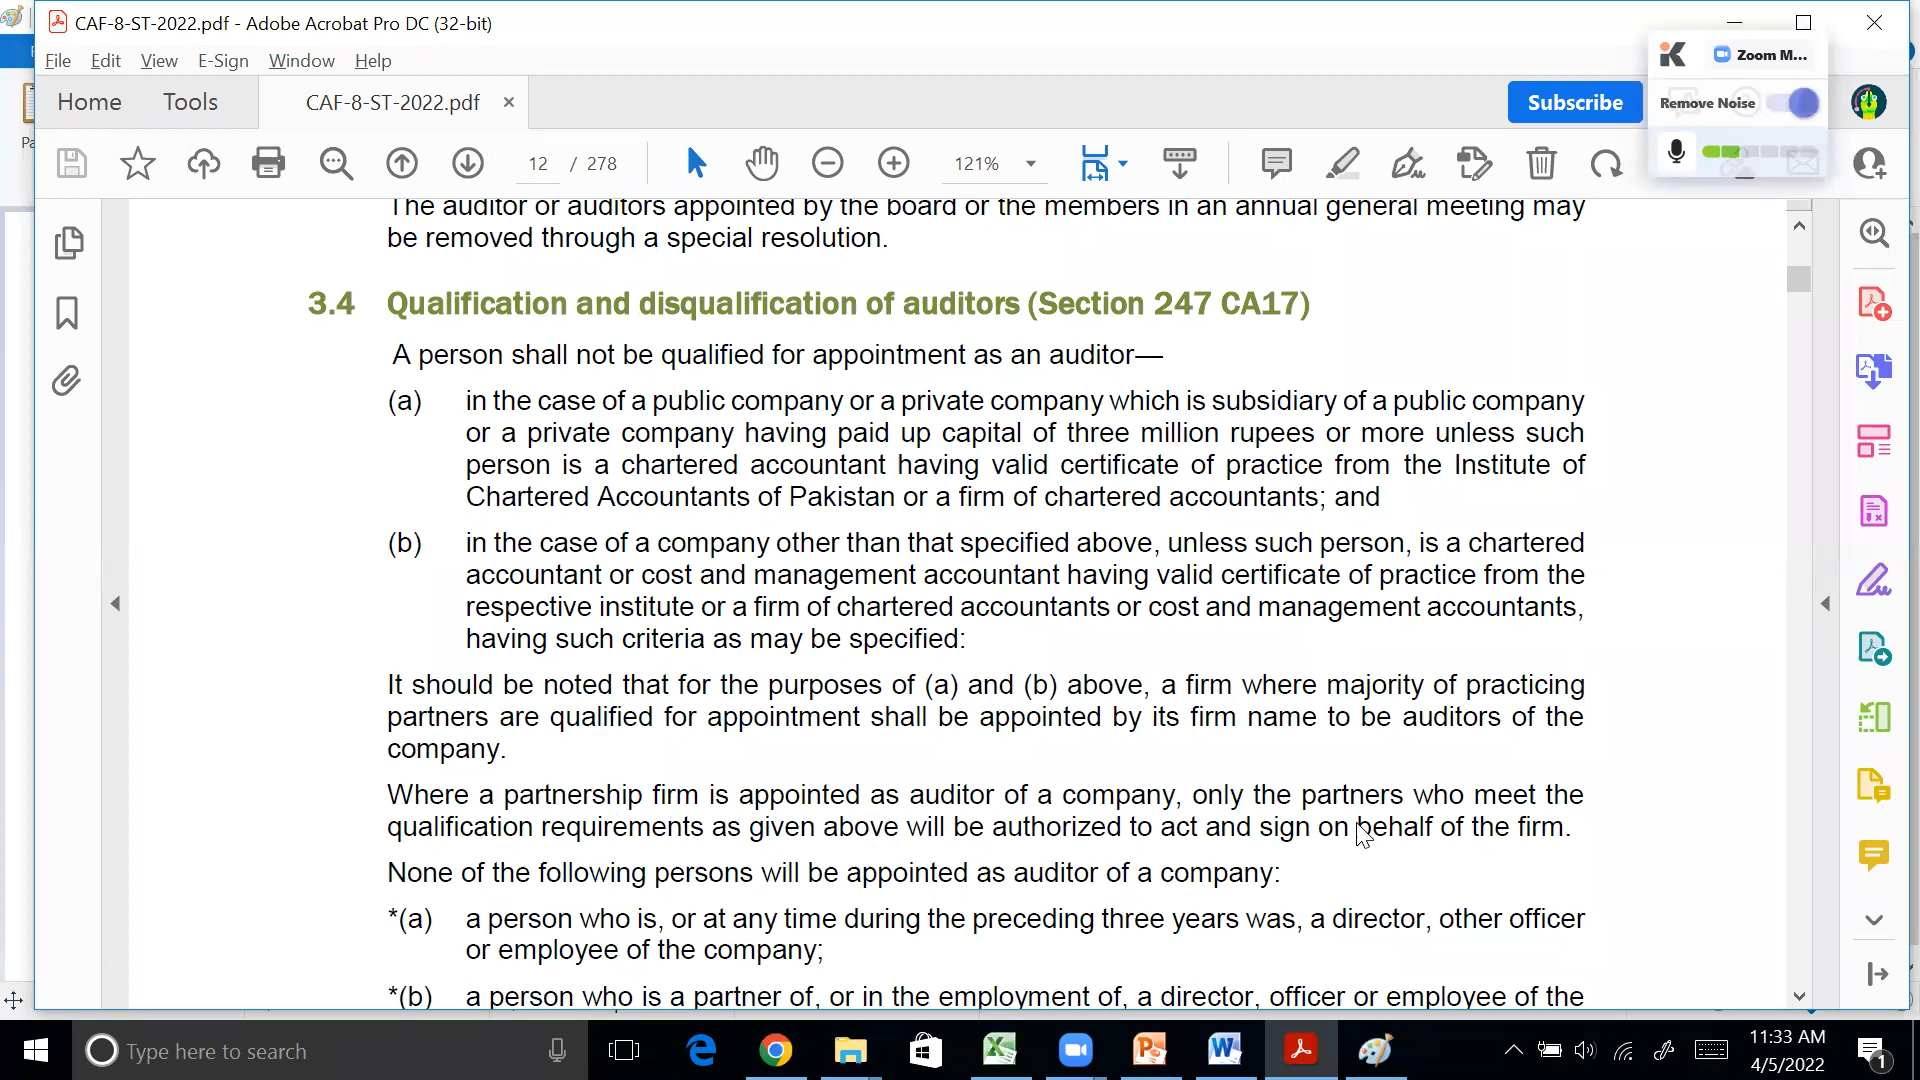 CAF-8-ST-2022.pdf - Adobe Acrobat Pro DC (32-bit)
File Edit View E-Sign Window Help
Zoom M...
Home Tools CAF-8-ST-2022.pdf × Subscribe Remove Noise
12 / 278 121%
The auditor or auditors appointed by the board or the members in an annual general meeting may
be removed through a special resolution.
3.4 Qualification and disqualification of auditors (Section 247 CA17)
A person shall not be qualified for appointment as an auditor—
(a) in the case of a public company or a private company which is subsidiary of a public company
or a private company having paid up capital of three million rupees or more unless such
person is a chartered accountant having valid certificate of practice from the Institute of
Chartered Accountants of Pakistan or a firm of chartered accountants; and
(b) in the case of a company other than that specified above, unless such person, is a chartered
accountant or cost and management accountant having valid certificate of practice from the
respective institute or a firm of chartered accountants or cost and management accountants,
having such criteria as may be specified:
It should be noted that for the purposes of (a) and (b) above, a firm where majority of practicing
partners are qualified for appointment shall be appointed by its firm name to be auditors of the
company.
Where a partnership firm is appointed as auditor of a company, only the partners who meet the
qualification requirements as given above will be authorized to act and sign on behalf of the firm.
None of the following persons will be appointed as auditor of a company:
*(a) a person who is, or at any time during the preceding three years was, a director, other officer
or employee of the company;
*(b) a person who is a partner of, or in the employment of, a director, officer or employee of the
Type here to search
11:33 AM
4/5/2022
1